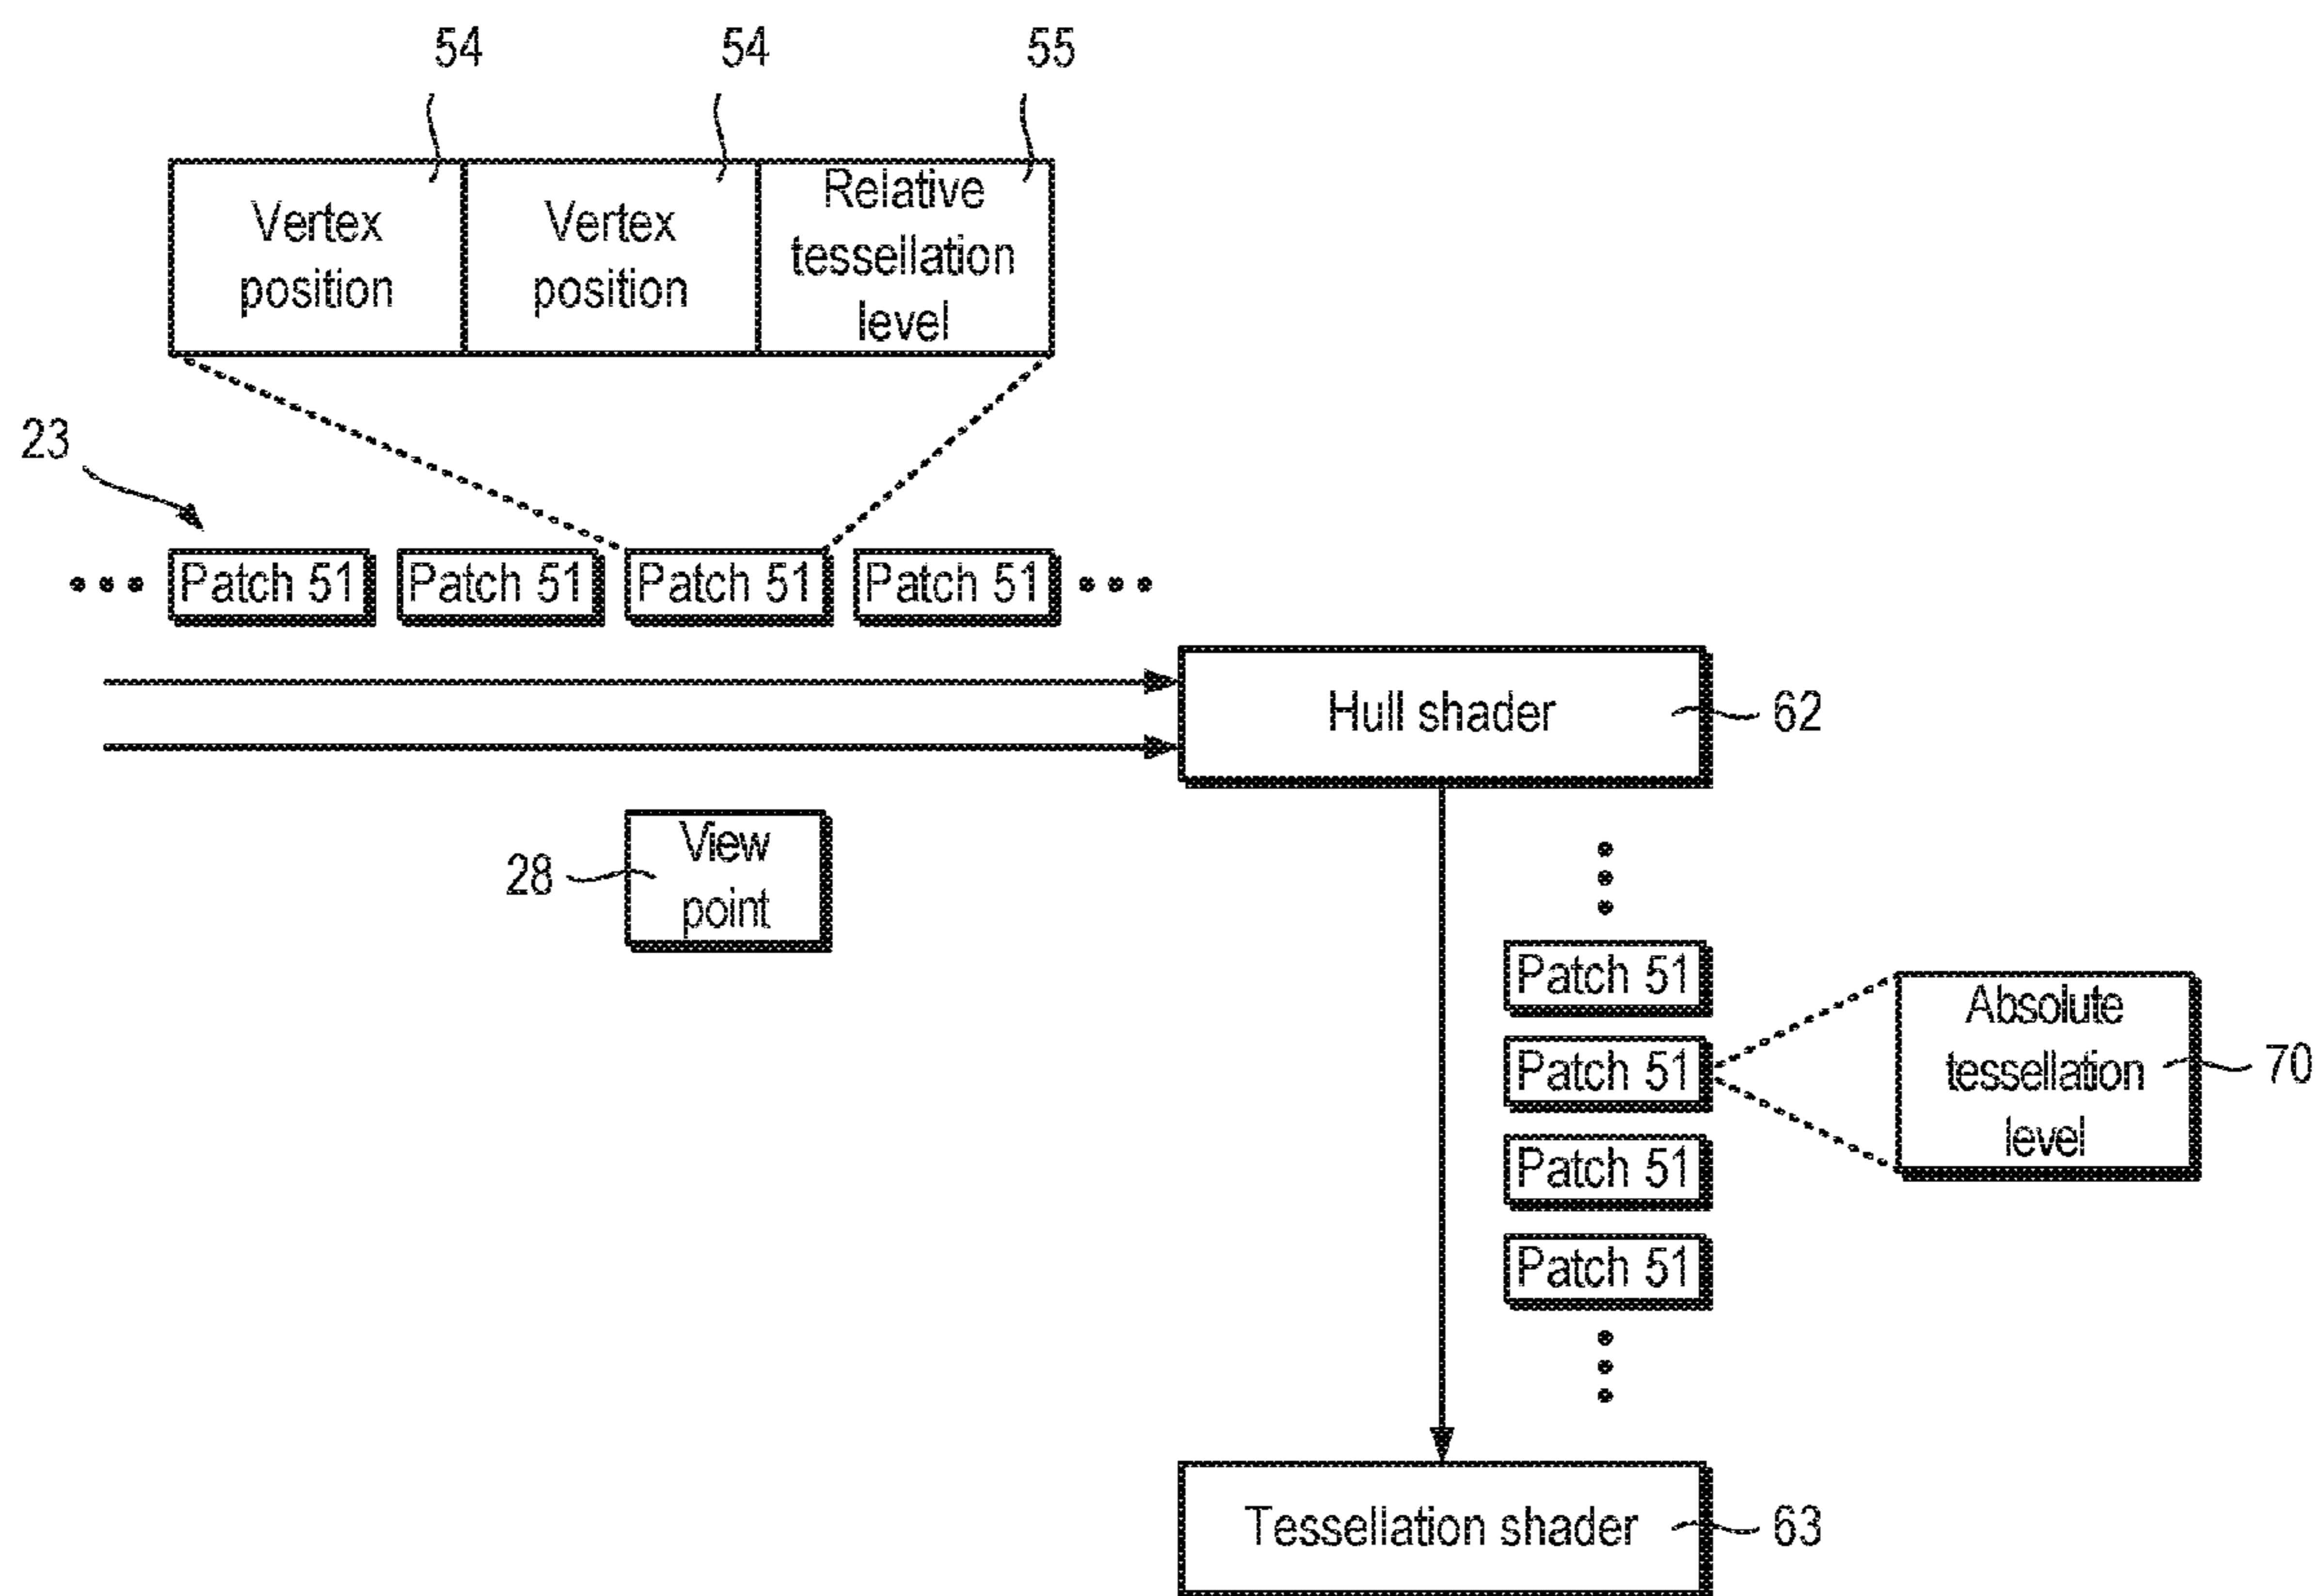 54 54 55
Vertex position
Vertex position
Relative tessellation level
23
Patch 51 Patch 51 Patch 51 Patch 51
Hull shader 62
View point
28
Patch 51
Patch 51
Patch 51
Patch 51
Absolute tessellation level
70
Tessellation shader 63